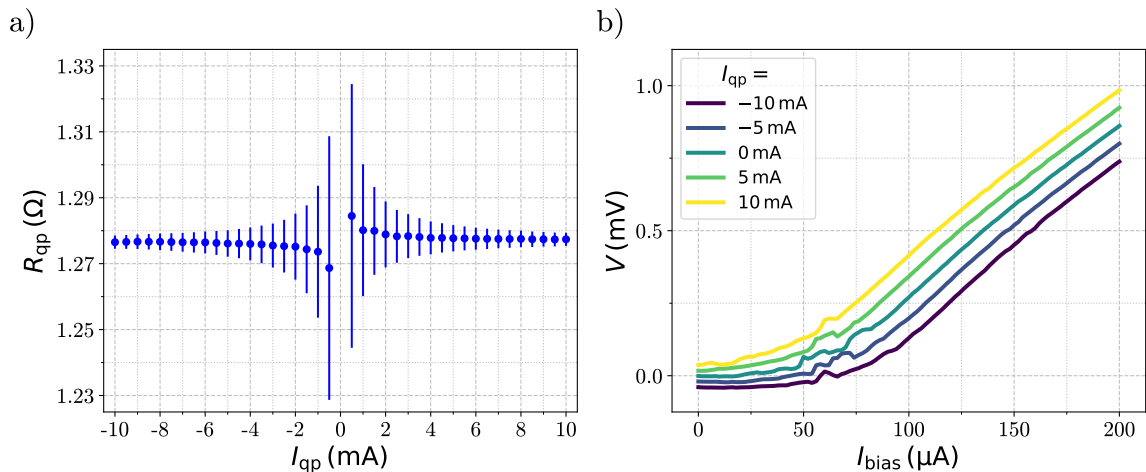 a)
R_qp (Ω)
1.33
1.31
1.29
1.27
1.25
1.23
-10 -8 -6 -4 -2 0 2 4 6 8 10
I_qp (mA)
b)
V (mV)
1.0
0.5
0.0
I_qp =
−10 mA
−5 mA
0 mA
5 mA
10 mA
0 50 100 150 200
I_bias (μA)